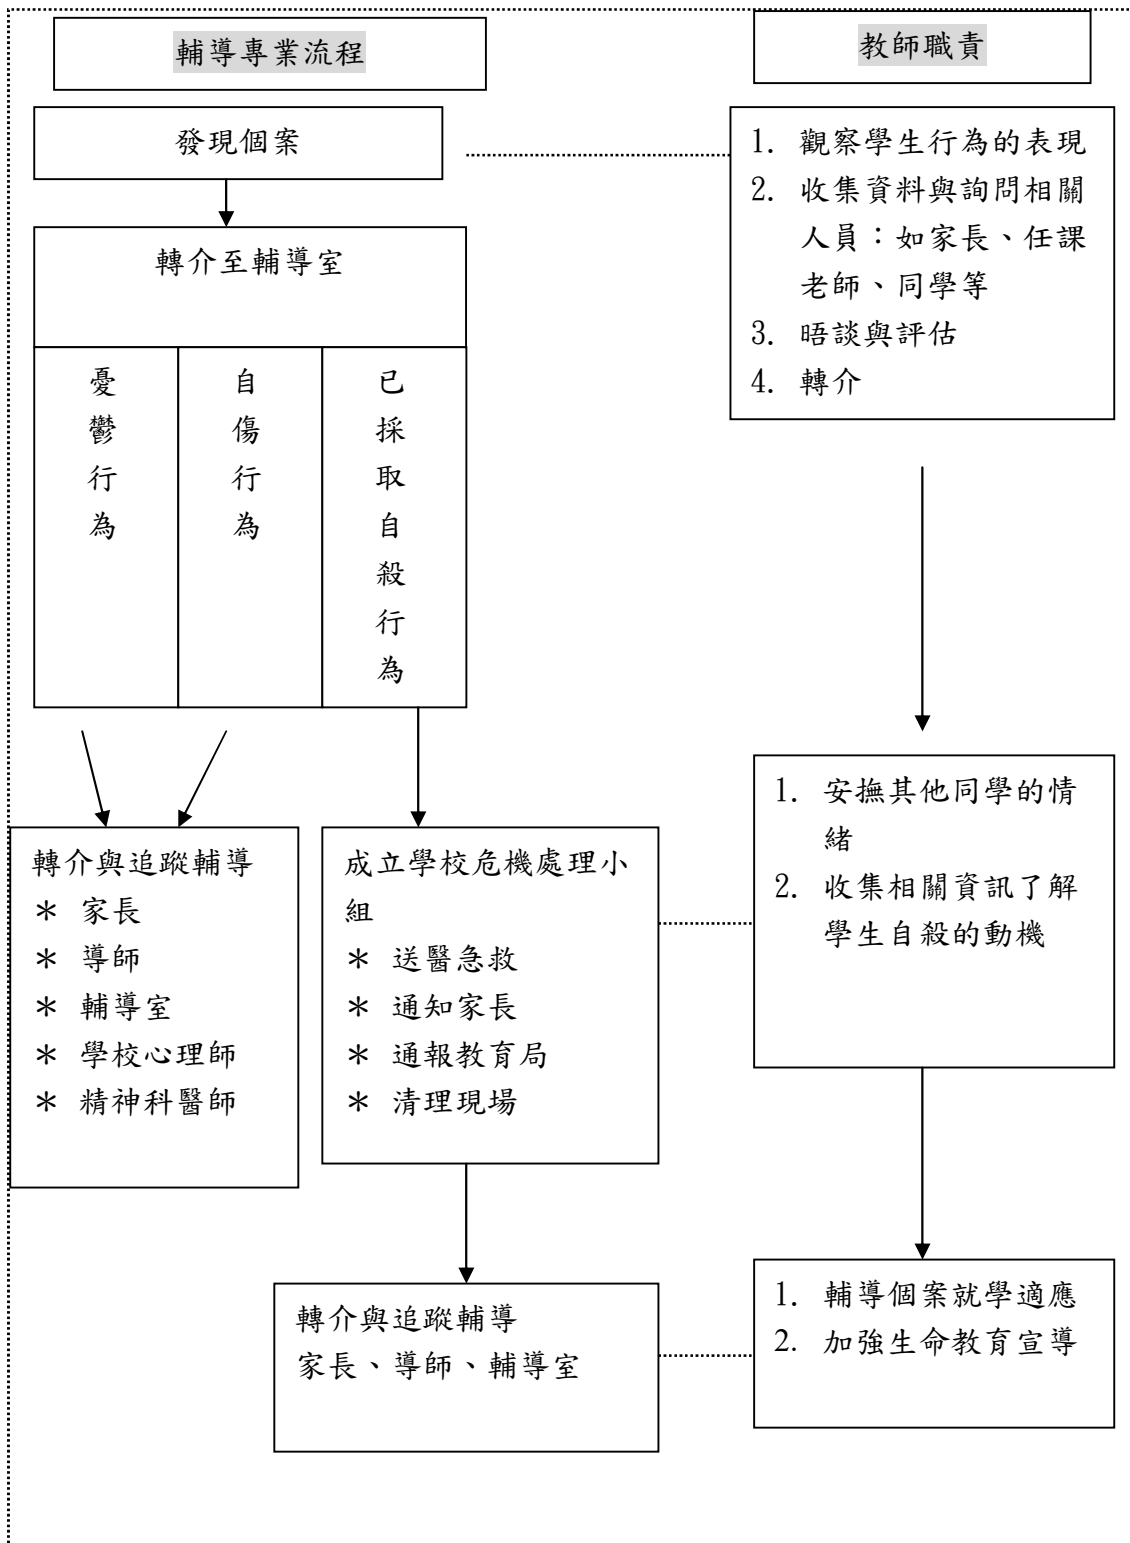 輔導專業流程
教師職責
發現個案
1. 觀察學生行為的表現
2. 收集資料與詢問相關
人員：如家長、任課
老師、同學等
3. 晤談與評估
4. 轉介
轉介至輔導室
憂鬱行為
自傷行為
已採取自殺行為
1. 安撫其他同學的情
緒
2. 收集相關資訊了解
學生自殺的動機
轉介與追蹤輔導
＊ 家長
＊ 導師
＊ 輔導室
＊ 學校心理師
＊ 精神科醫師
成立學校危機處理小
組
＊ 送醫急救
＊ 通知家長
＊ 通報教育局
＊ 清理現場
轉介與追蹤輔導
家長、導師、輔導室
1. 輔導個案就學適應
2. 加強生命教育宣導